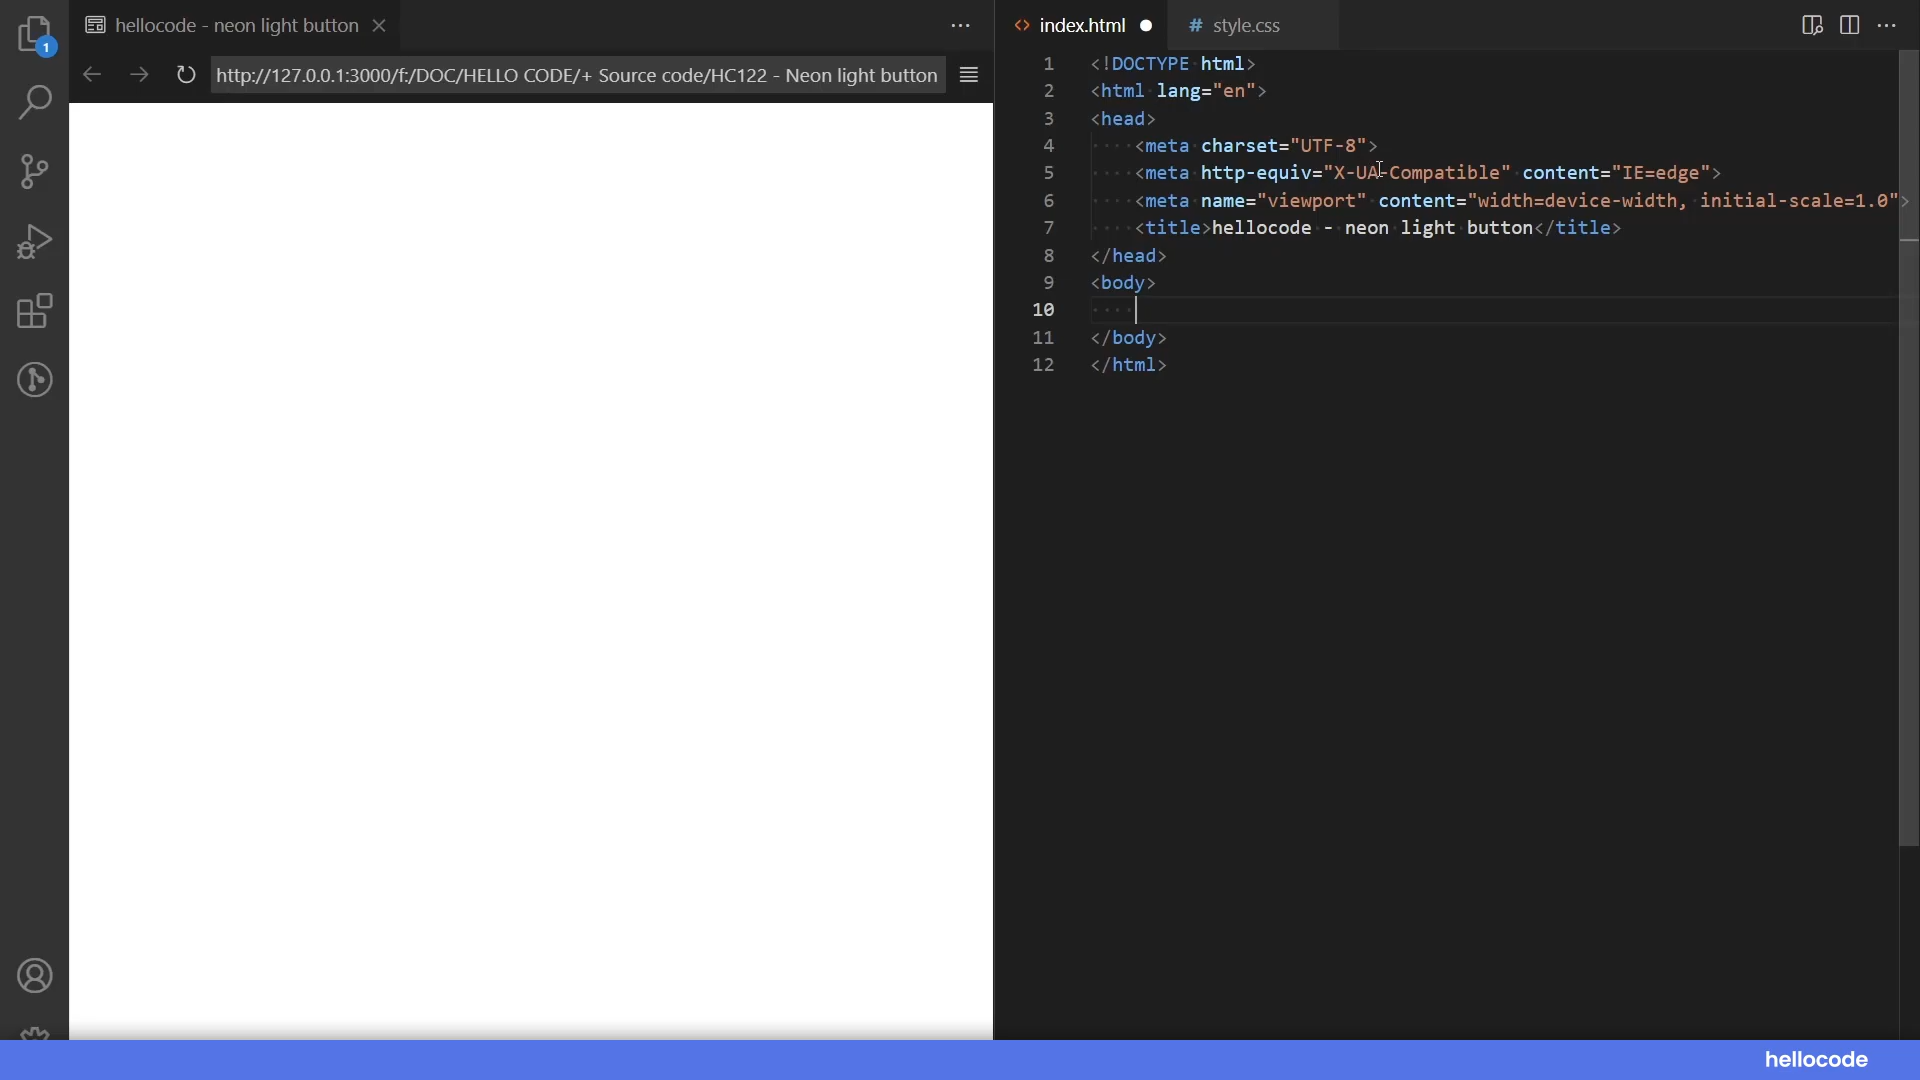 1
hellocode - neon light button
http://127.0.0.1:3000/f:/DOC/HELLO CODE/+ Source code/HC122 - Neon light button
index.html
# style.css
1 <!DOCTYPE html>
2 <html lang="en">
3 <head>
4 <meta charset="UTF-8">
5 <meta http-equiv="X-UA-Compatible" content="IE=edge">
6 <meta name="viewport" content="width=device-width, initial-scale=1.0">
7 <title>hellocode - neon light button</title>
8 </head>
9 <body>
10
11 </body>
12 </html>
hellocode